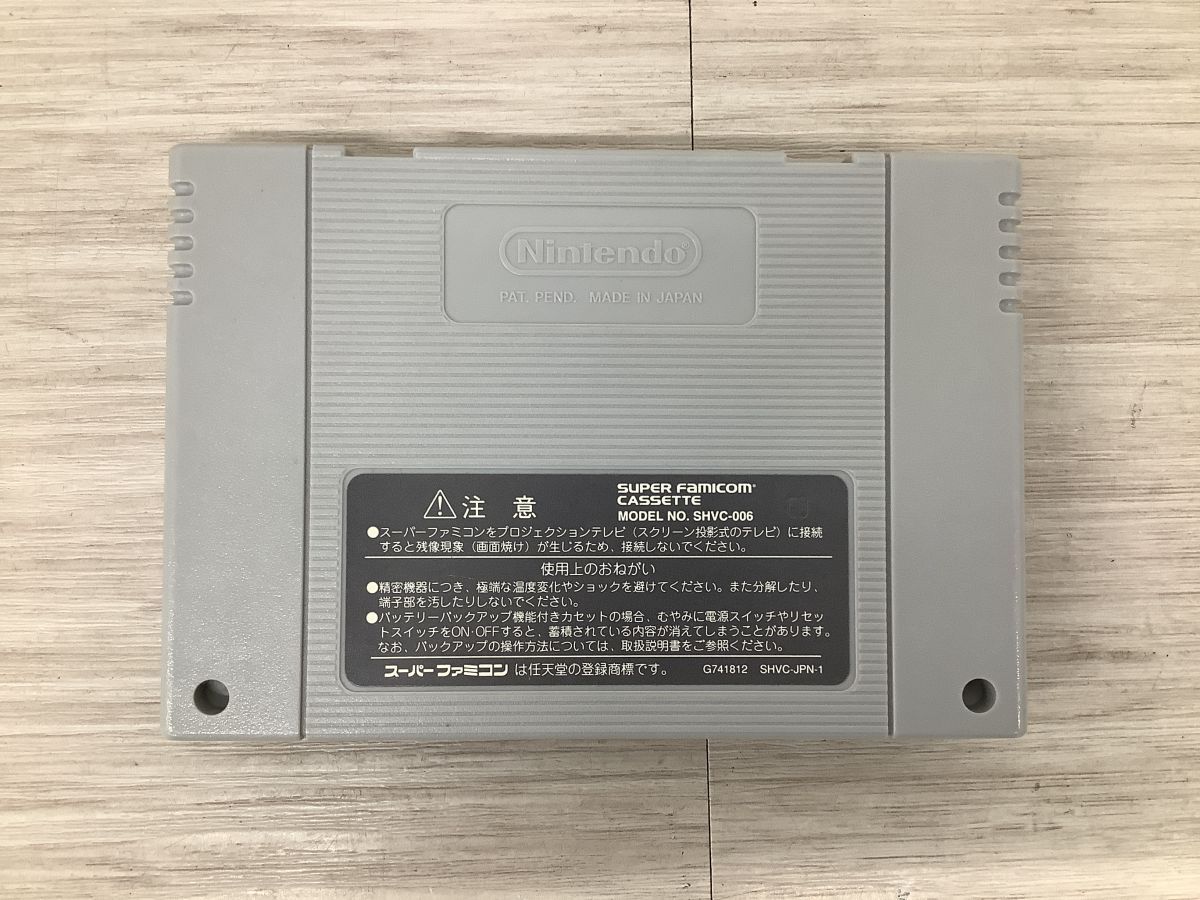 Nintendo®
PAT. PEND. MADE IN JAPAN
注 意
SUPER FAMICOM®
CASSETTE
MODEL NO. SHVC-006
●スーパーファミコンをプロジェクションテレビ(スクリーン投影式のテレビ)に接続
すると残像現象(画面焼け)が生じるため、接続しないでください。
使用上のおねがい
●精密機器につき、極端な温度変化やショックを避けてください。また分解したり、
端子部を汚したりしないでください。
●バッテリーバックアップ機能付きカセットの場合、むやみに電源スイッチやリセッ
トスイッチをON・OFFすると、蓄積されている内容が消えてしまうことがあります。
なお、バックアップの操作方法については、取扱説明書をご参照ください。
スーパーファミコン は任天堂の登録商標です。 G741812 SHVC-JPN-1